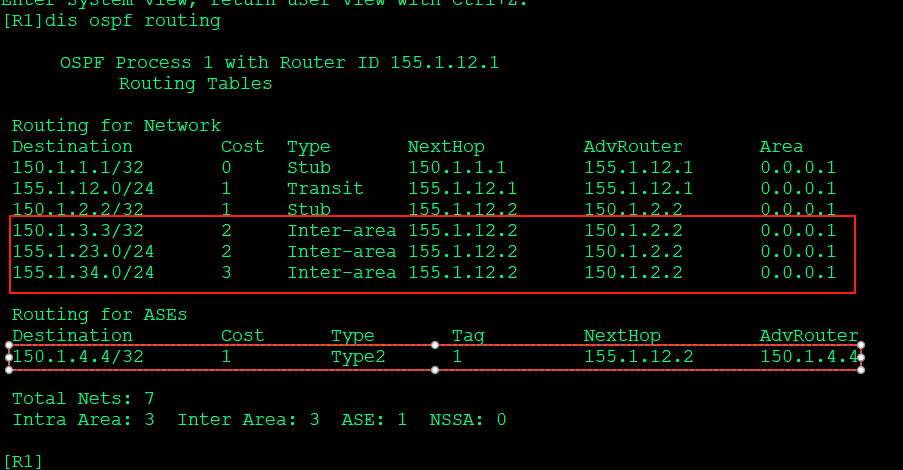 Enter system view, return user view with Ctrl+Z.
[R1]dis ospf routing
OSPF Process 1 with Router ID 155.1.12.1
Routing Tables
Routing for Network
Destination Cost Type NextHop AdvRouter Area
150.1.1.1/32 0 Stub 150.1.1.1 155.1.12.1 0.0.0.1
155.1.12.0/24 1 Transit 155.1.12.1 155.1.12.1 0.0.0.1
150.1.2.2/32 1 Stub 155.1.12.2 150.1.2.2 0.0.0.1
150.1.3.3/32 2 Inter-area 155.1.12.2 150.1.2.2 0.0.0.1
155.1.23.0/24 2 Inter-area 155.1.12.2 150.1.2.2 0.0.0.1
155.1.34.0/24 3 Inter-area 155.1.12.2 150.1.2.2 0.0.0.1
Routing for ASEs
Destination Cost Type Tag NextHop AdvRouter
150.1.4.4/32 1 Type2 1 155.1.12.2 150.1.4.4
Total Nets: 7
Intra Area: 3 Inter Area: 3 ASE: 1 NSSA: 0
[R1]